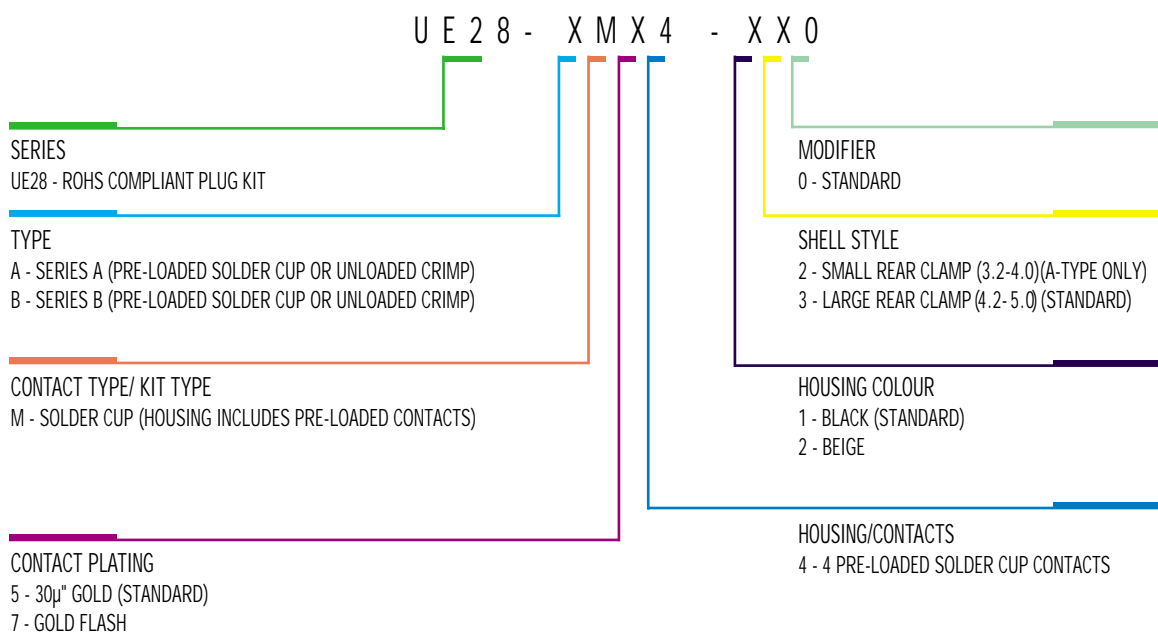 UE28- XMX4 - XX0
SERIES
UE28 - ROHS COMPLIANT PLUG KIT
TYPE
A - SERIES A (PRE-LOADED SOLDER CUP OR UNLOADED CRIMP)
B - SERIES B (PRE-LOADED SOLDER CUP OR UNLOADED CRIMP)
CONTACT TYPE/ KIT TYPE
M - SOLDER CUP (HOUSING INCLUDES PRE-LOADED CONTACTS)
CONTACT PLATING
5 - 30µ" GOLD (STANDARD)
7 - GOLD FLASH
MODIFIER
0 - STANDARD
SHELL STYLE
2 - SMALL REAR CLAMP (3.2-4.0)(A-TYPE ONLY)
3 - LARGE REAR CLAMP (4.2-5.0) (STANDARD)
HOUSING COLOUR
1 - BLACK (STANDARD)
2 - BEIGE
HOUSING/CONTACTS
4 - 4 PRE-LOADED SOLDER CUP CONTACTS